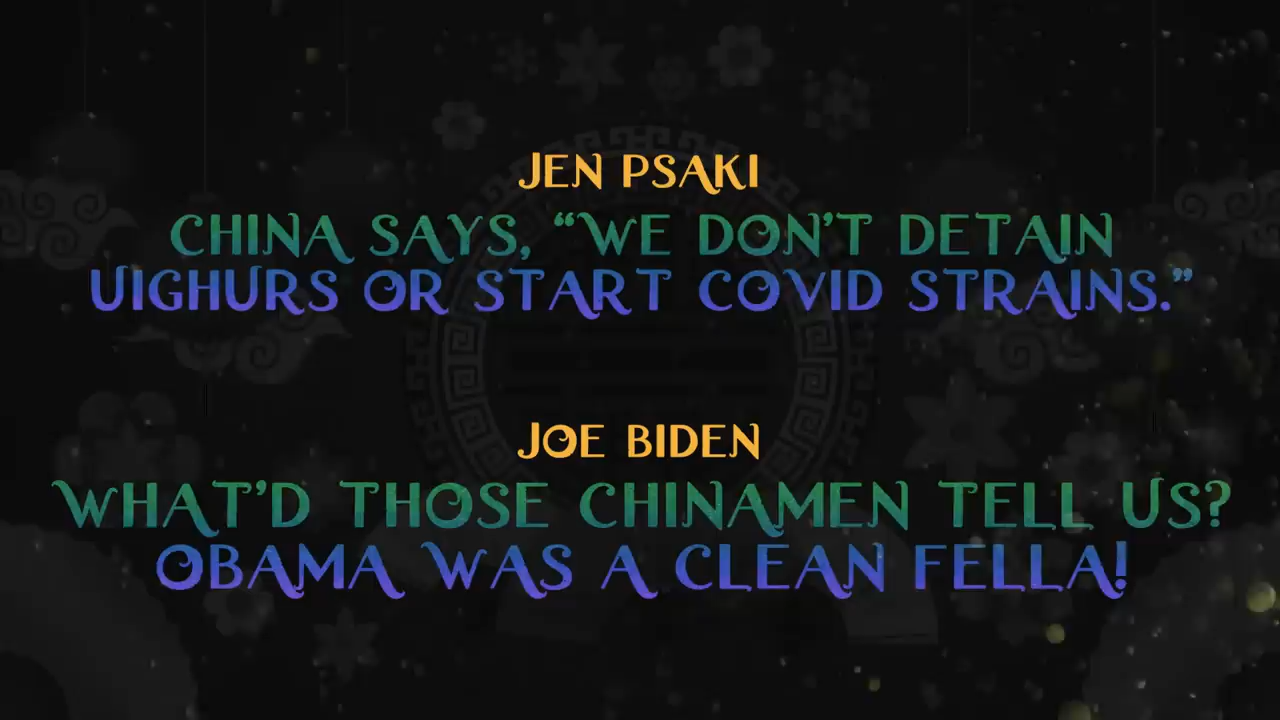 JEN PSAKI
CHINA SAYS, “WE DON’T DETAIN
UIGHURS OR START COVID STRAINS.”
JOE BIDEN
WHAT’D THOSE CHINAMEN TELL US?
OBAMA WAS A CLEAN FELLA!